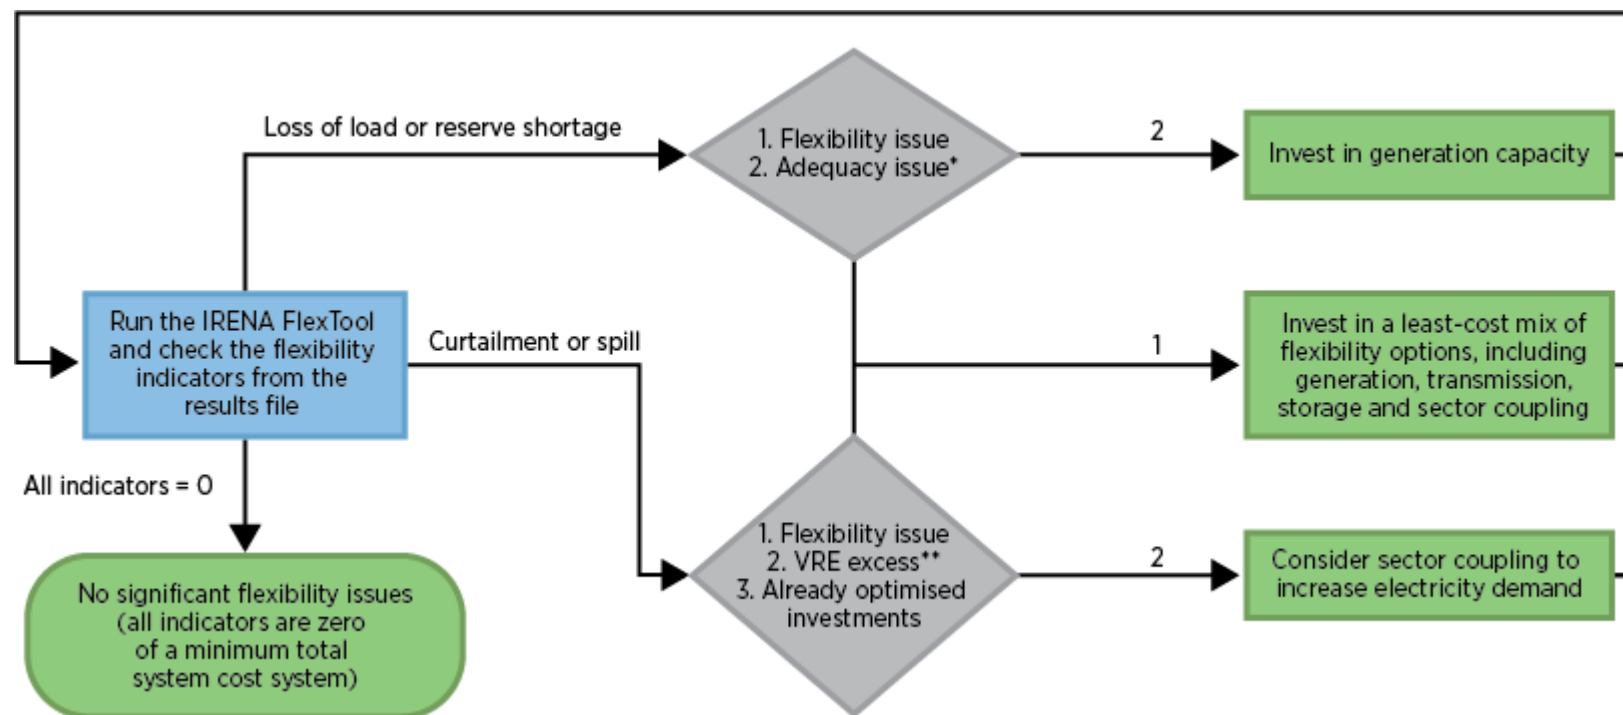 Loss of load or reserve shortage
1. Flexibility issue
2. Adequacy issue*
2
Invest in generation capacity
Run the IRENA FlexTool
and check the flexibility
indicators from the
results file
Curtailment or spill
1
Invest in a least-cost mix of
flexibility options, including
generation, transmission,
storage and sector coupling
All indicators = 0
No significant flexibility issues
(all indicators are zero
of a minimum total
system cost system)
1. Flexibility issue
2. VRE excess**
3. Already optimised
investments
2
Consider sector coupling to
increase electricity demand